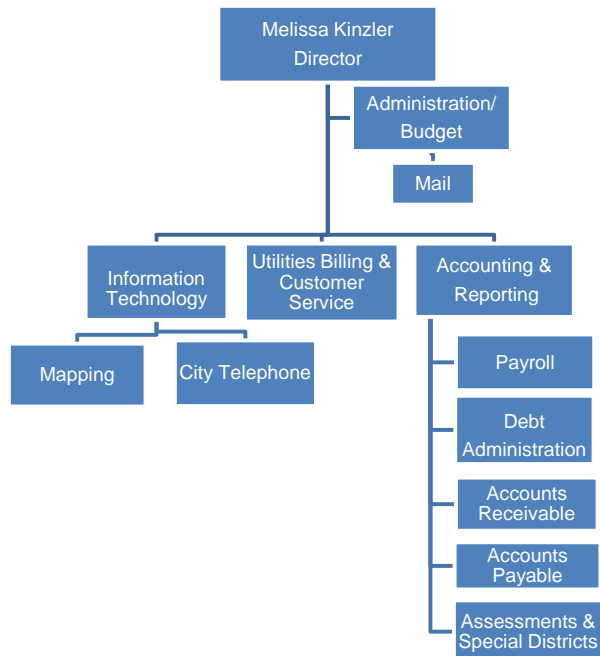 Melissa Kinzler
Director
Administration/
Budget
Mail
Information
Technology
Utilities Billing &
Customer
Service
Accounting &
Reporting
Mapping
City Telephone
Payroll
Debt
Administration
Accounts
Receivable
Accounts
Payable
Assessments &
Special Districts